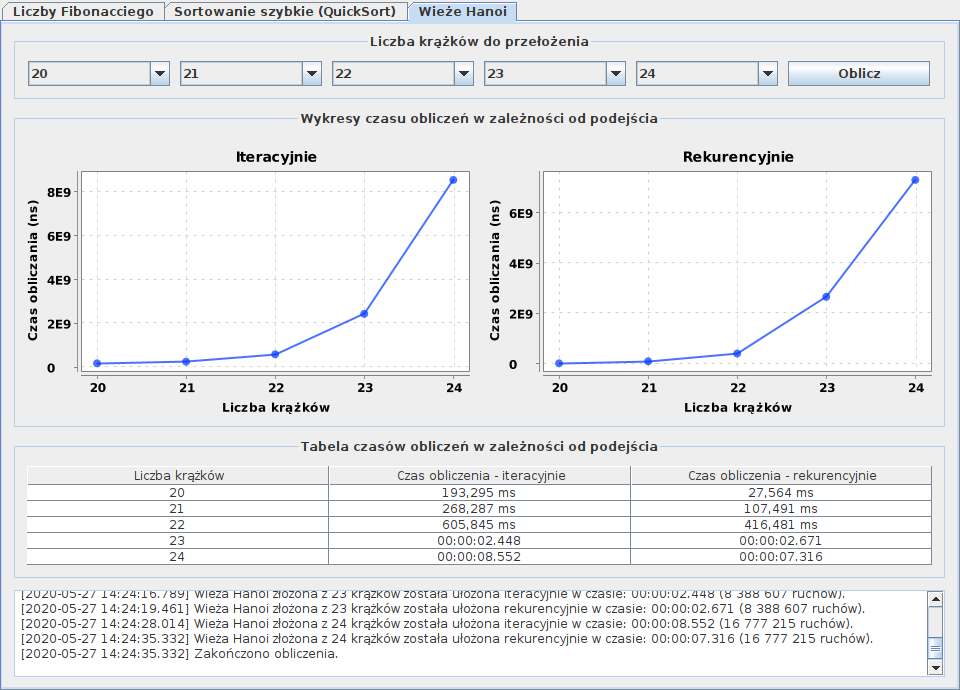 Liczby Fibonacciego Sortowanie szybkie (QuickSort) Wieże Hanoi
Liczba krążków do przełożenia
20 21 22 23 24 Oblicz
Wykresy czasu obliczeń w zależności od podejścia
Iteracyjnie
Czas obliczania (ns)
8E9
6E9
4E9
2E9
0
20 21 22 23 24
Liczba krążków
Rekurencyjnie
Czas obliczania (ns)
6E9
4E9
2E9
0
20 21 22 23 24
Liczba krążków
Tabela czasów obliczeń w zależności od podejścia
Liczba krążków Czas obliczenia - iteracyjnie Czas obliczenia - rekurencyjnie
20 193,295 ms 27,564 ms
21 268,287 ms 107,491 ms
22 605,845 ms 416,481 ms
23 00:00:02.448 00:00:02.671
24 00:00:08.552 00:00:07.316
[2020-05-27 14:24:16.789] Wieża Hanoi złożona z 23 krążków została ułożona iteracyjnie w czasie: 00:00:02.448 (8 388 607 ruchów).
[2020-05-27 14:24:19.461] Wieża Hanoi złożona z 23 krążków została ułożona rekurencyjnie w czasie: 00:00:02.671 (8 388 607 ruchów).
[2020-05-27 14:24:28.014] Wieża Hanoi złożona z 24 krążków została ułożona iteracyjnie w czasie: 00:00:08.552 (16 777 215 ruchów).
[2020-05-27 14:24:35.332] Wieża Hanoi złożona z 24 krążków została ułożona rekurencyjnie w czasie: 00:00:07.316 (16 777 215 ruchów).
[2020-05-27 14:24:35.332] Zakończono obliczenia.